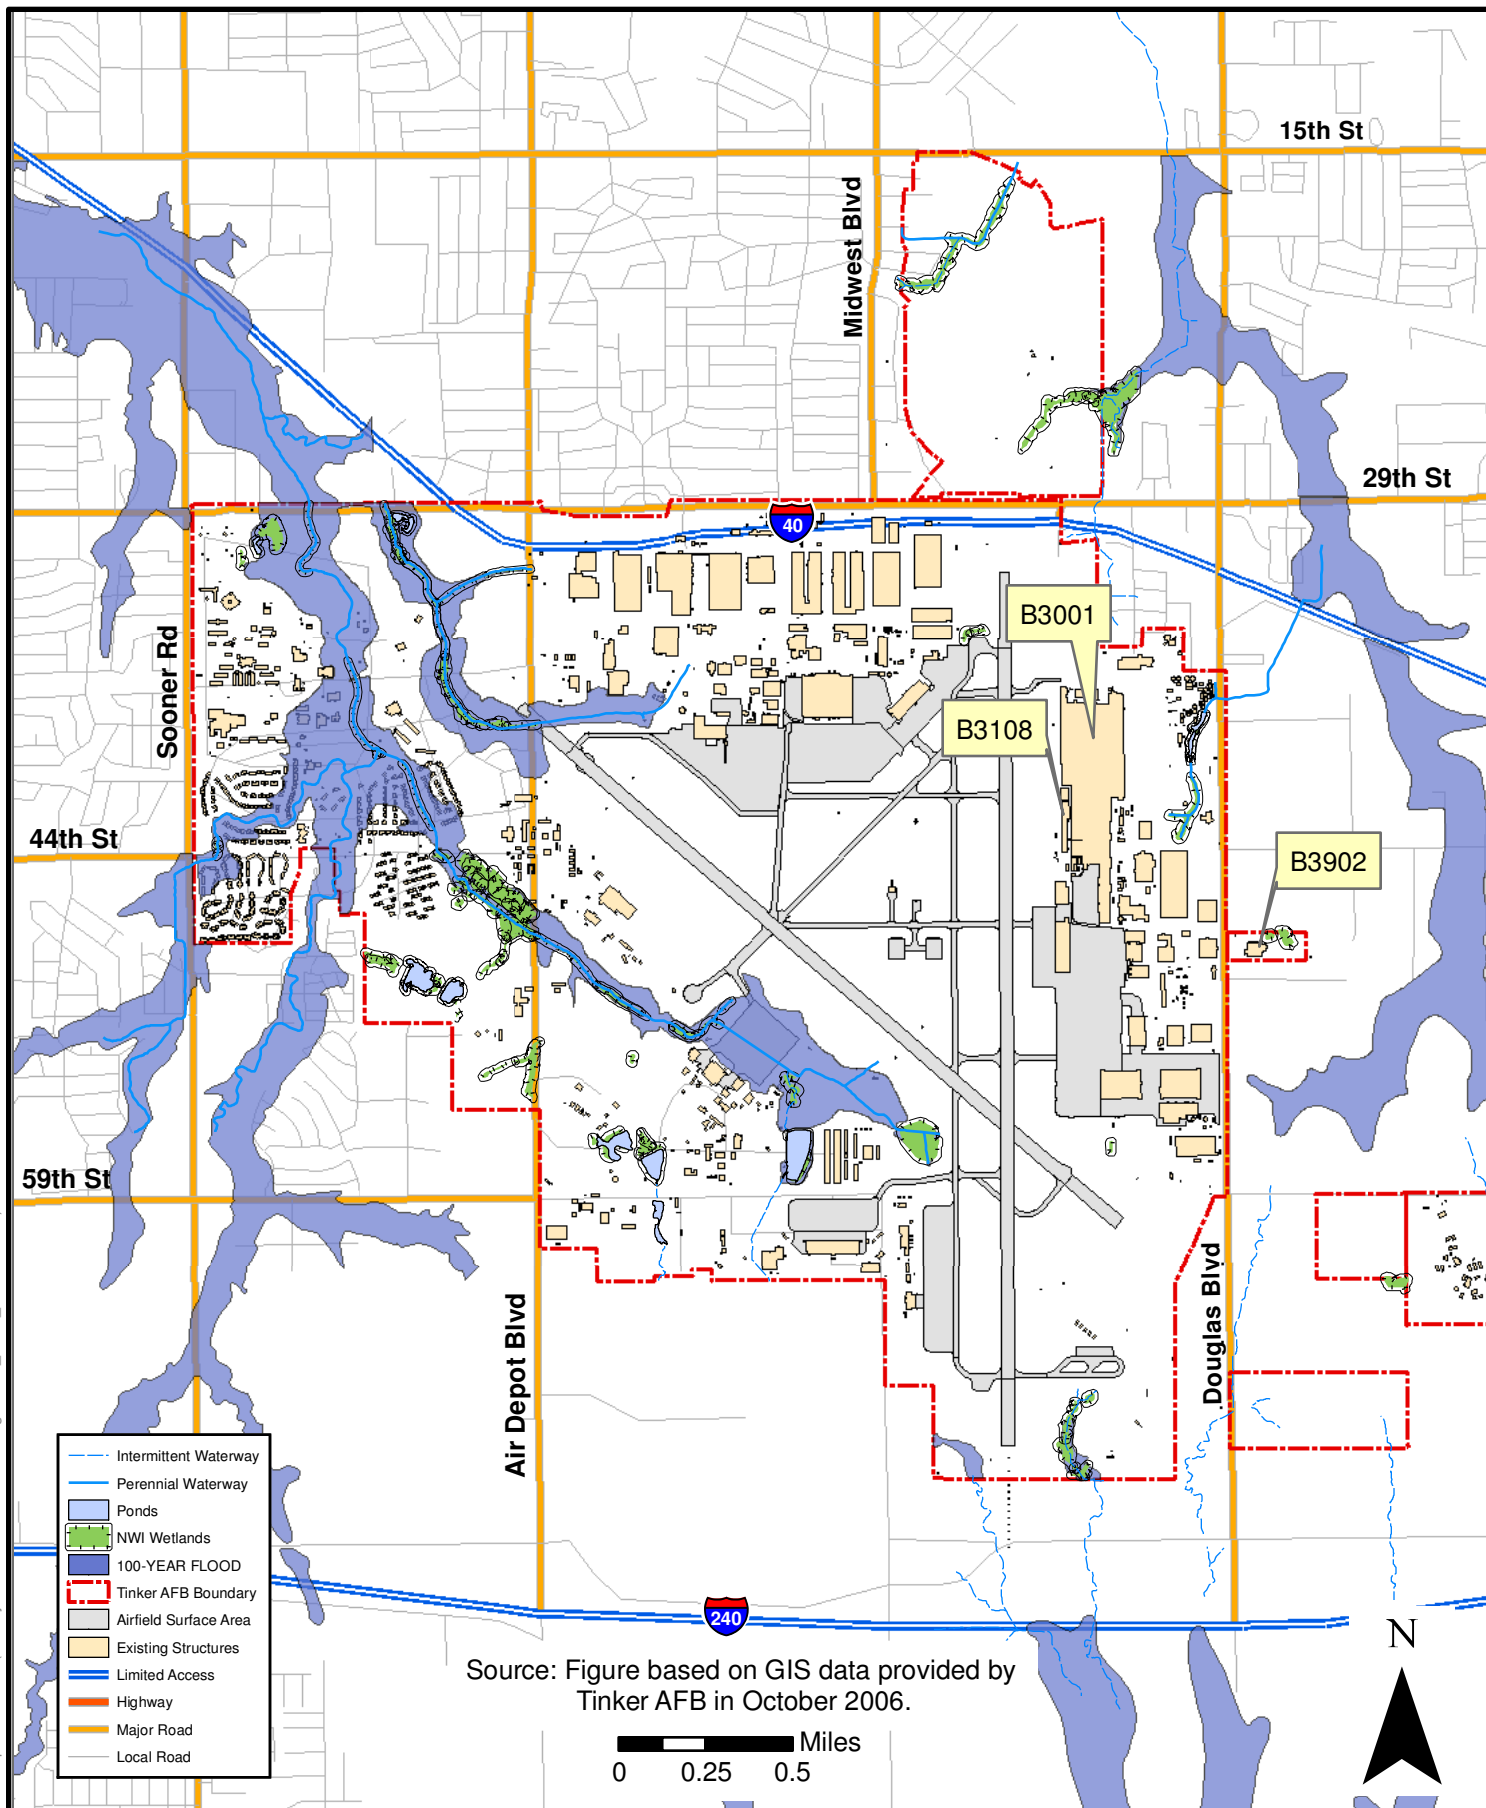 15th St
Midwest Blvd
29th St
40
B3001
Sooner Rd
B3108
44th St
B3902
59th St
Douglas Blvd
Air Depot Blvd
Intermittent Waterway
Perennial Waterway
Ponds
NWI Wetlands
100-YEAR FLOOD
Tinker AFB Boundary
Airfield Surface Area
Existing Structures
Limited Access
Highway
Major Road
Local Road
240
N
Source: Figure based on GIS data provided by
Tinker AFB in October 2006.
Miles
0 0.25 0.5